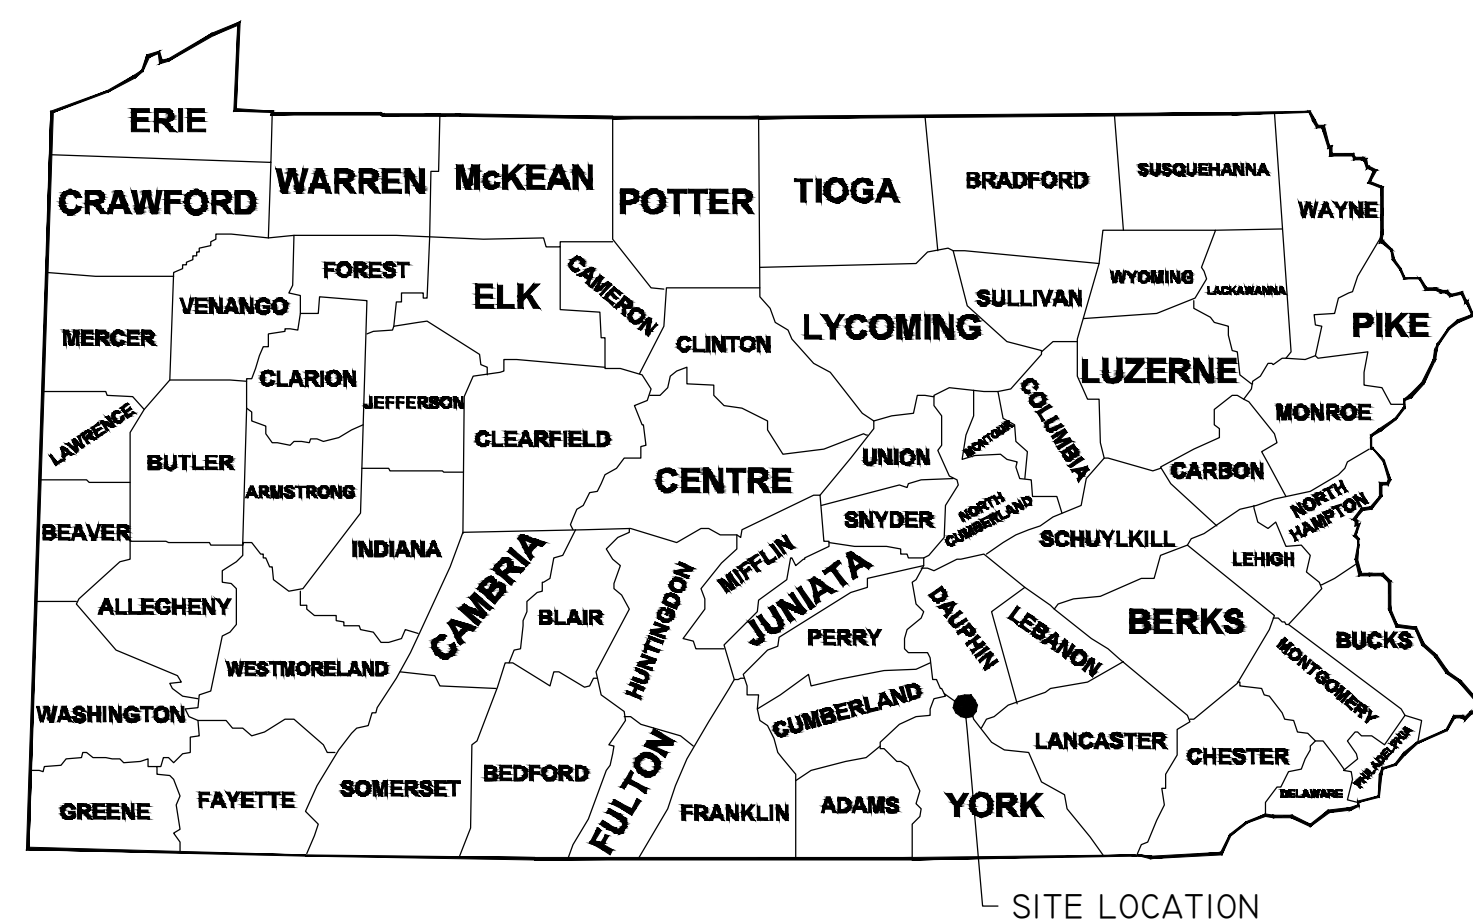 ERIE
WARREN
McKEAN
POTTER
TIOGA
BRADFORD
SUSQUEHANNA
WAYNE
CRAWFORD
FOREST
ELK
CAMERON
VENANGO
MERCER
CLINTON
LYCOMING
SULLIVAN
WYOMING
LACKAWANNA
PIKE
CLARION
JEFFERSON
LUZERNE
COLUMBIA
MONROE
LAWRENCE
BUTLER
CLEARFIELD
CENTRE
UNION
MONTOUR
CARBON
ARMSTRONG
BEAVER
INDIANA
SNYDER
NORTH
CUMBERLAND
SCHUYLKILL
NORTH
HAMPTON
LEHIGH
ALLEGHENY
CAMBRIA
BLAIR
HUNTINGDON
MIFFLIN
JUNIATA
PERRY
DAUPHIN
LEBANON
BERKS
BUCKS
WESTMORELAND
MONTGOMERY
WASHINGTON
CUMBERLAND
LANCASTER
CHESTER
PHILADELPHIA
GREENE
FAYETTE
SOMERSET
BEDFORD
FULTON
FRANKLIN
ADAMS
YORK
DELAWARE
SITE LOCATION